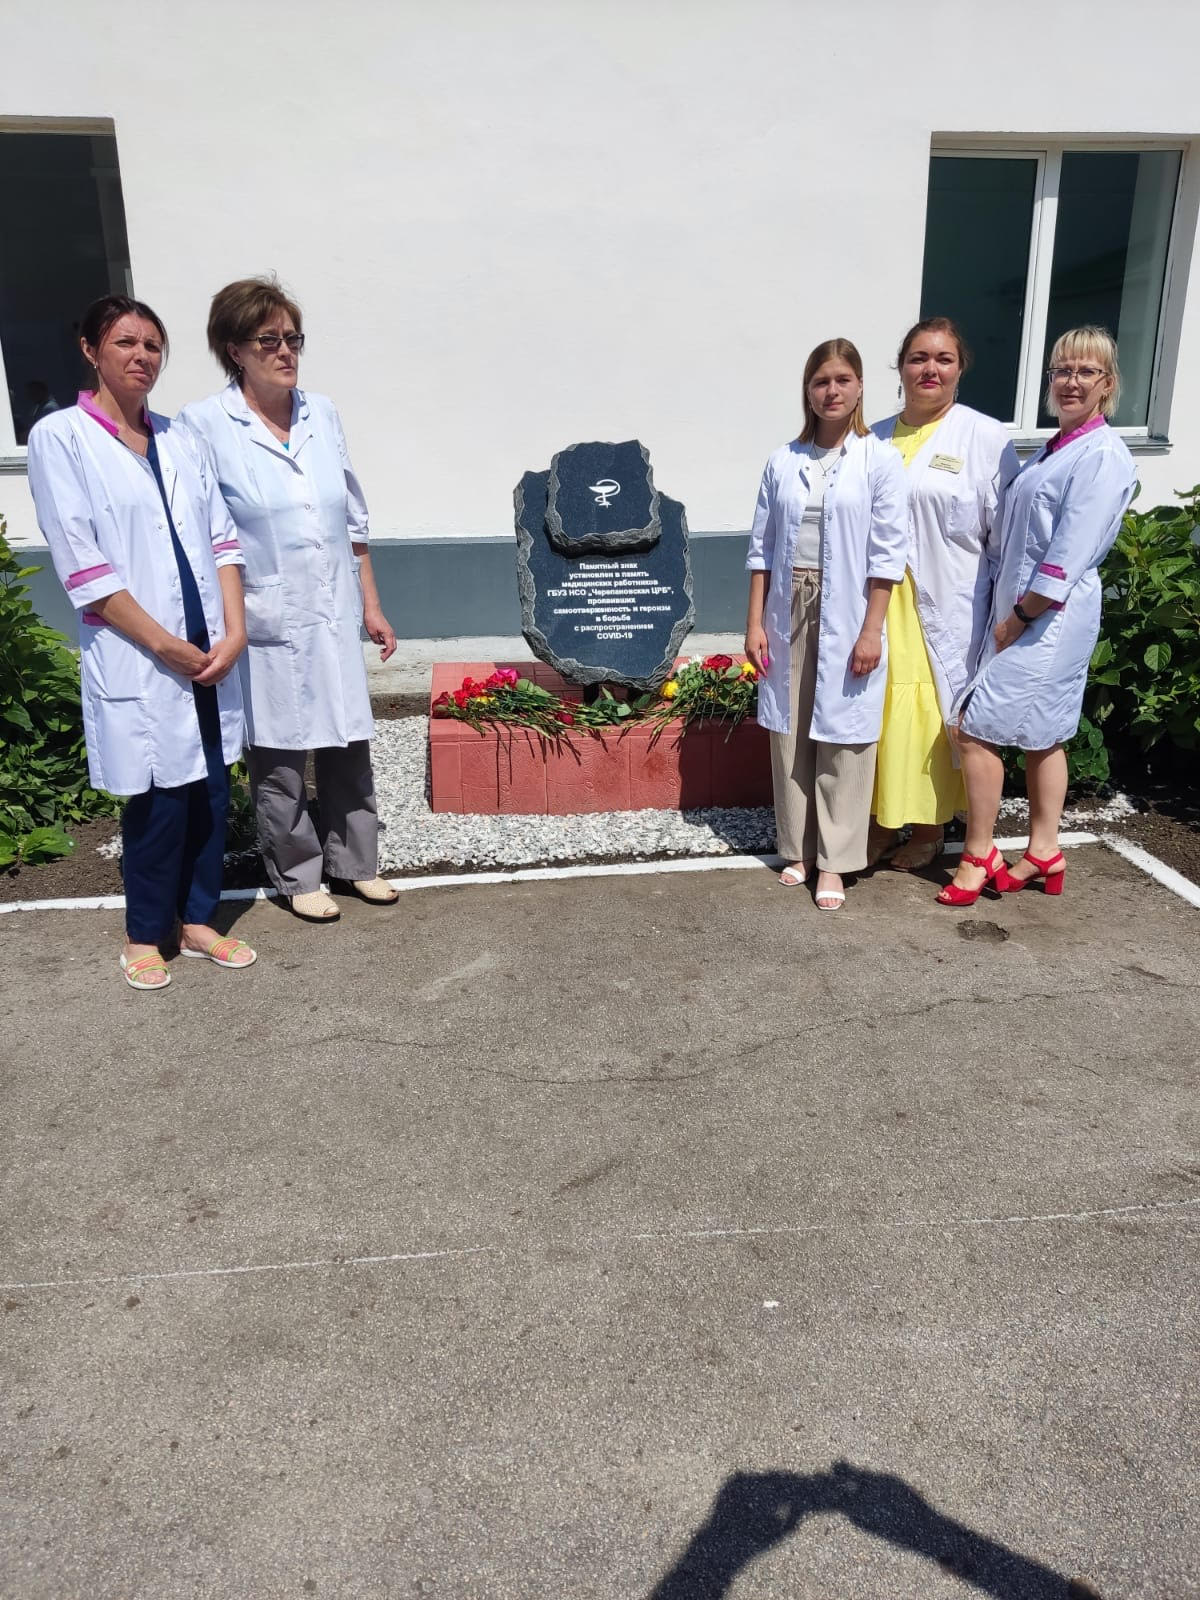 Памятный знак
установлен в память
медицинских работников
ГБУЗ НСО „Черепановская ЦРБ",
проявивших
самоотверженность и героизм
в борьбе
с распространением
COVID-19